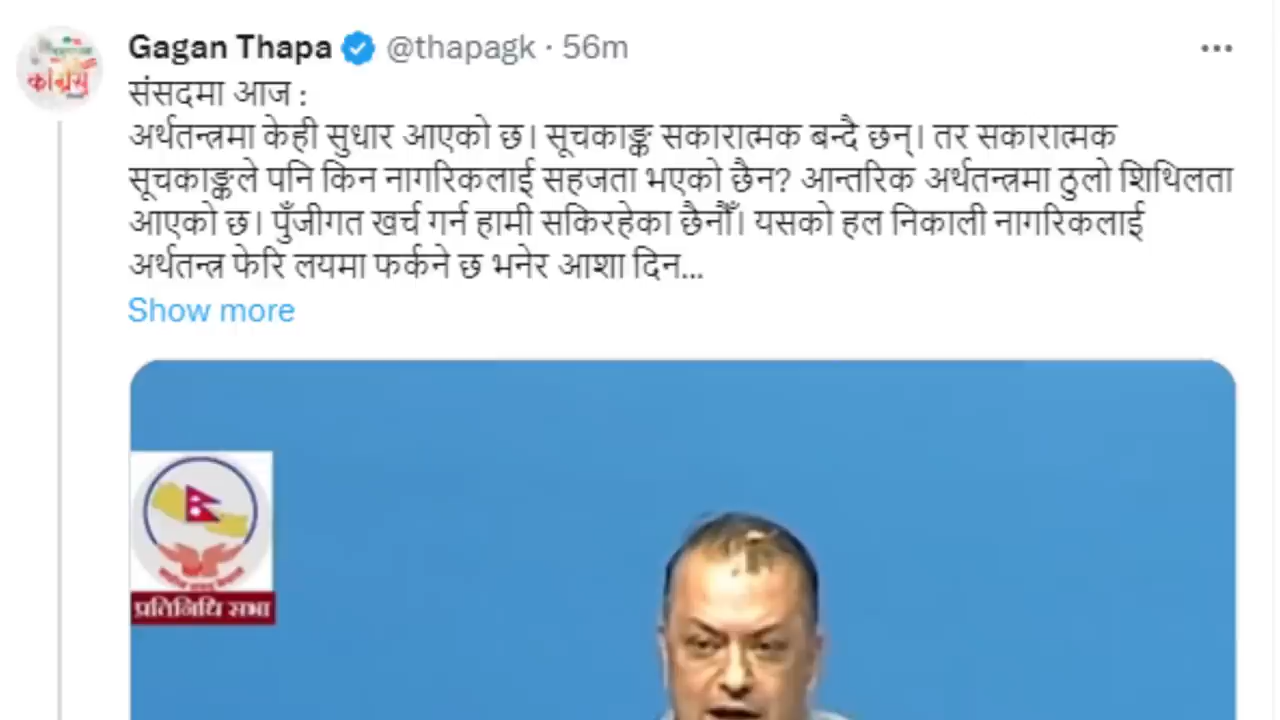 Gagan Thapa @thapagk · 56m
संसदमा आज :
अर्थतन्त्रमा केही सुधार आएको छ। सूचकाङ्क सकारात्मक बन्दै छन्। तर सकारात्मक
सूचकाङ्कले पनि किन नागरिकलाई सहजता भएको छैन? आन्तरिक अर्थतन्त्रमा ठुलो शिथिलता
आएको छ। पुँजीगत खर्च गर्न हामी सकिरहेका छैनौँ। यसको हल निकाली नागरिकलाई
अर्थतन्त्र फेरि लयमा फर्कने छ भनेर आशा दिन...
Show more
प्रतिनिधि सभा